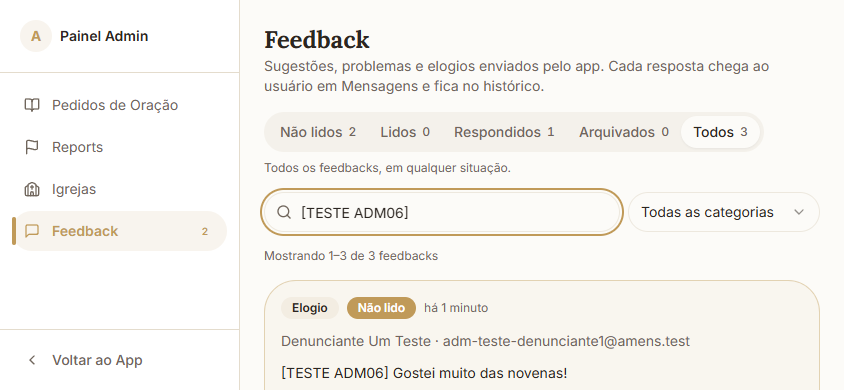 A Painel Admin
Pedidos de Oração
Reports
Igrejas
Feedback 2
Voltar ao App
Feedback
Sugestões, problemas e elogios enviados pelo app. Cada resposta chega ao
usuário em Mensagens e fica no histórico.
Não lidos 2 Lidos 0 Respondidos 1 Arquivados 0 Todos 3
Todos os feedbacks, em qualquer situação.
[TESTE ADM06] Todas as categorias
Mostrando 1–3 de 3 feedbacks
Elogio Não lido há 1 minuto
Denunciante Um Teste · adm-teste-denunciante1@amens.test
[TESTE ADM06] Gostei muito das novenas!